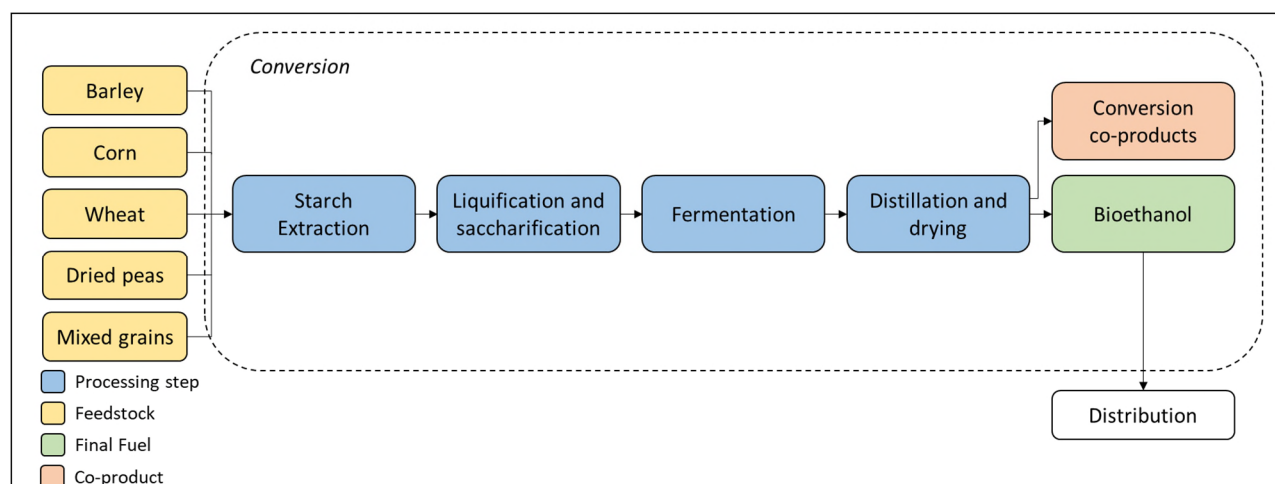 Conversion
Barley
Corn
Wheat
Dried peas
Mixed grains
Starch
Extraction
Liquification and
saccharification
Fermentation
Distillation and
drying
Conversion
co-products
Bioethanol
Distribution
Processing step
Feedstock
Final Fuel
Co-product